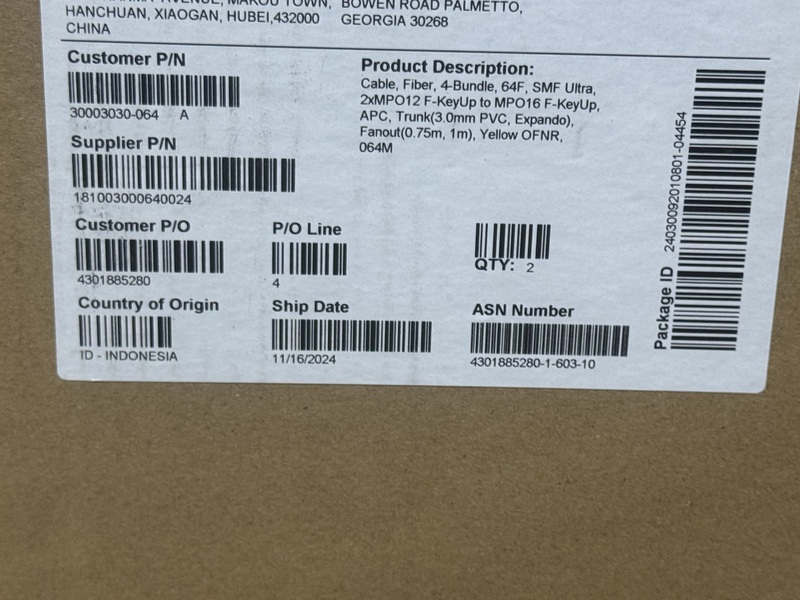 AVENUE, MAKOU TOWN,
HANCHUAN, XIAOGAN, HUBEI,432000
CHINA
BOWEN ROAD PALMETTO,
GEORGIA 30268
Customer P/N
30003030-064 A
Supplier P/N
181003000640024
Product Description:
Cable, Fiber, 4-Bundle, 64F, SMF Ultra,
2xMPO12 F-KeyUp to MPO16 F-KeyUp,
APC, Trunk(3.0mm PVC, Expando),
Fanout(0.75m, 1m), Yellow OFNR,
064M
Customer P/O
4301885280
P/O Line
4
QTY: 2
Country of Origin
ID - INDONESIA
Ship Date
11/16/2024
ASN Number
4301885280-1-603-10
Package ID
24030092010801-04454